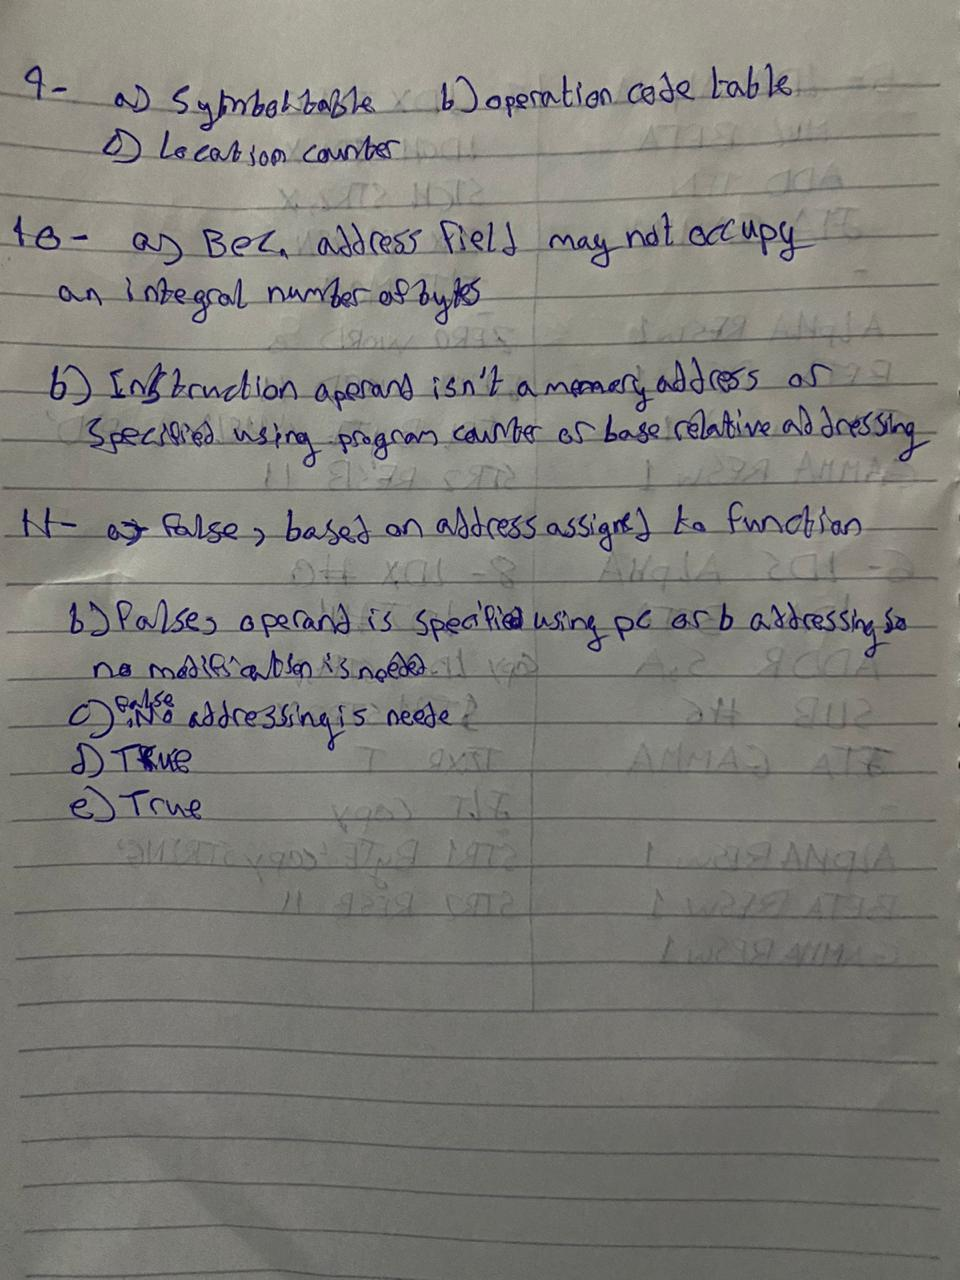 9- a) Symboltable b) operation code table
c) Location counter
10- a) Bec, address field may not occupy
an integral number of bytes
b) Instruction operand isn't a memory address or
specified using program counter or base relative addressing
11- a) False, based on address assigned to function
b) False, operand is specified using pc or b addressing so
no modification is needed.
c) False, No addressing is neede
d) True
e) True